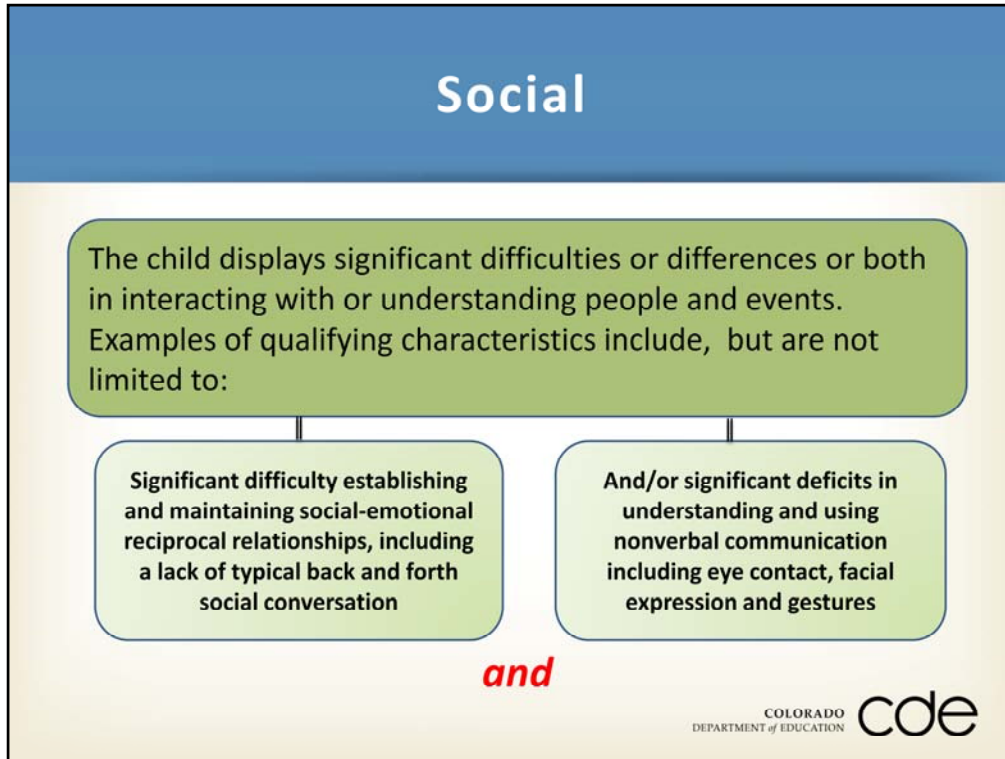 Social
The child displays significant difficulties or differences or both
in interacting with or understanding people and events.
Examples of qualifying characteristics include, but are not
limited to:
Significant difficulty establishing
and maintaining social-emotional
reciprocal relationships, including
a lack of typical back and forth
social conversation
And/or significant deficits in
understanding and using
nonverbal communication
including eye contact, facial
expression and gestures
and
COLORADO
DEPARTMENT of EDUCATION
cde